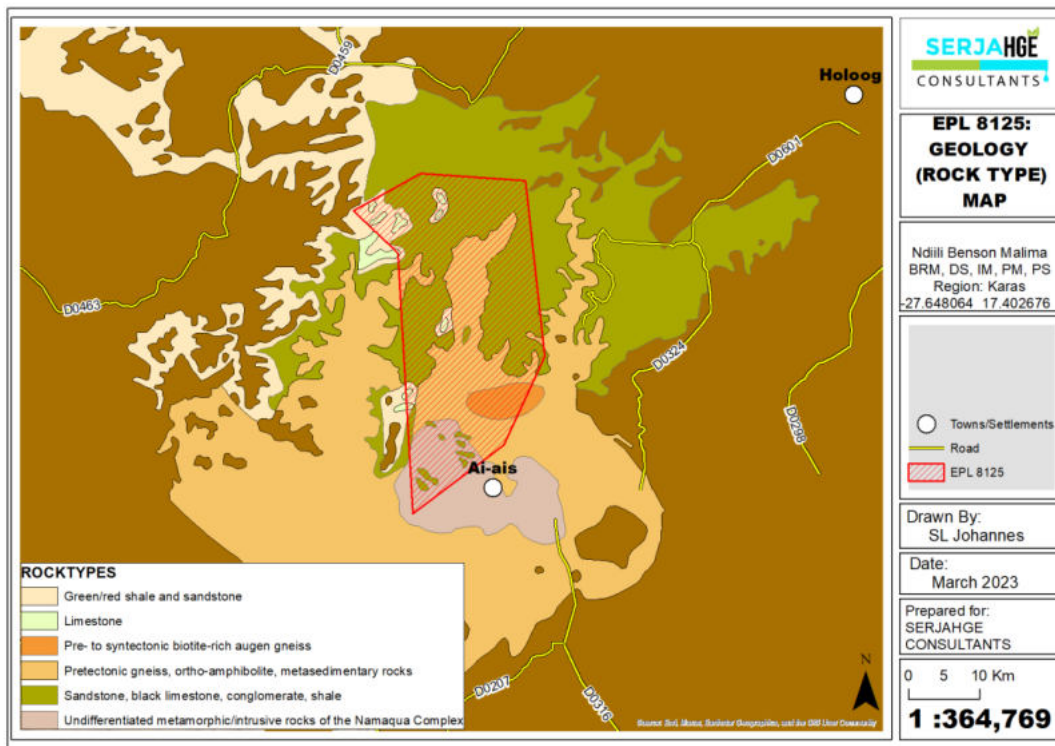 D0459
Holoog
D0601
D0463
D0324
D0298
Ai-ais
D0207
D0316
ROCKTYPES
Green/red shale and sandstone
Limestone
Pre- to syntectonic biotite-rich augen gneiss
Pretectonic gneiss, ortho-amphibolite, metasedimentary rocks
Sandstone, black limestone, conglomerate, shale
Undifferentiated metamorphic/intrusive rocks of the Namaqua Complex
N
SERJAHGE
CONSULTANTS
EPL 8125:
GEOLOGY
(ROCK TYPE)
MAP
Ndiili Benson Malima
BRM, DS, IM, PM, PS
Region: Karas
-27.648064 17.402676
Towns/Settlements
Road
EPL 8125
Drawn By:
SL Johannes
Date:
March 2023
Prepared for:
SERJAHGE
CONSULTANTS
0 5 10 Km
1 :364,769